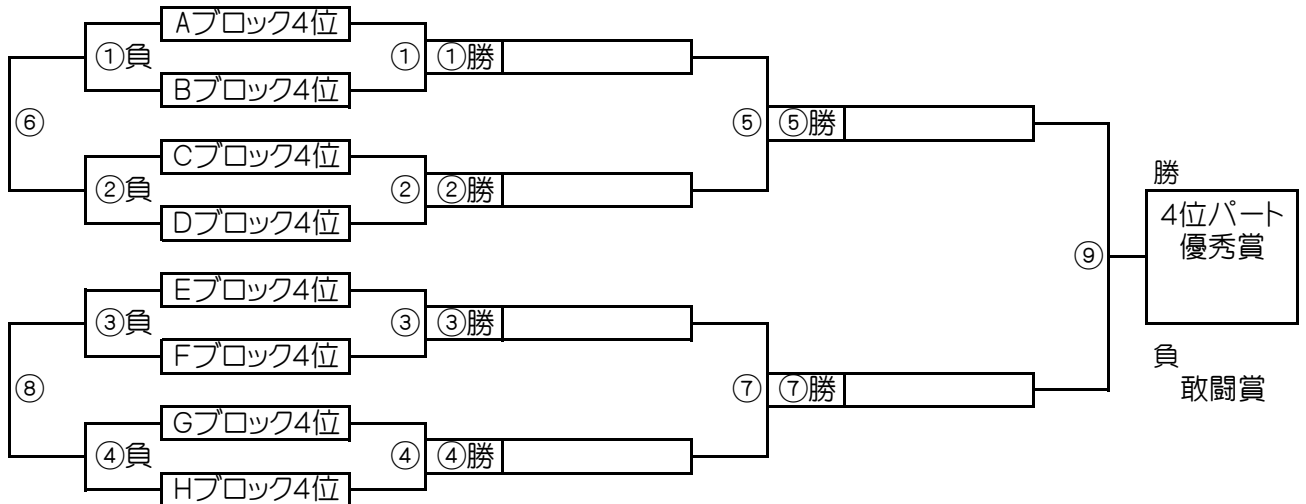 Aブロック4位
①負
①
①勝
Bブロック4位
⑥
⑤
⑤勝
Cブロック4位
②負
②
②勝
Dブロック4位
勝
4位パート
優秀賞
⑨
Eブロック4位
③負
③
③勝
Fブロック4位
負
敢闘賞
⑧
⑦
⑦勝
Gブロック4位
④負
④
④勝
Hブロック4位